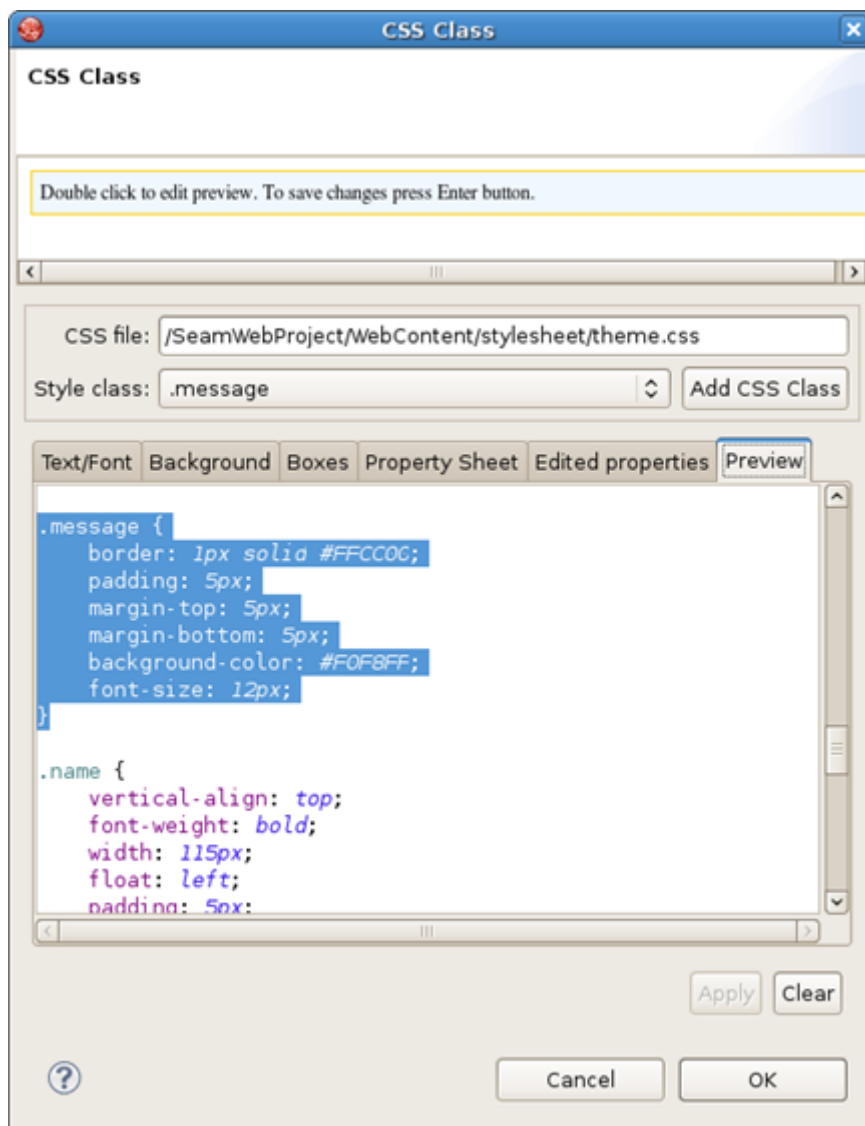 CSS Class
CSS Class
Double click to edit preview. To save changes press Enter button.
CSS file: /SeamWebProject/WebContent/stylesheet/theme.css
Style class: .message Add CSS Class
Text/Font Background Boxes Property Sheet Edited properties Preview
.message {
border: 1px solid #FFCC0G;
padding: 5px;
margin-top: 5px;
margin-bottom: 5px;
background-color: #F0F8FF;
font-size: 12px;
}
.name {
vertical-align: top;
font-weight: bold;
width: 115px;
float: left;
padding: 5px;
Apply Clear
? Cancel OK